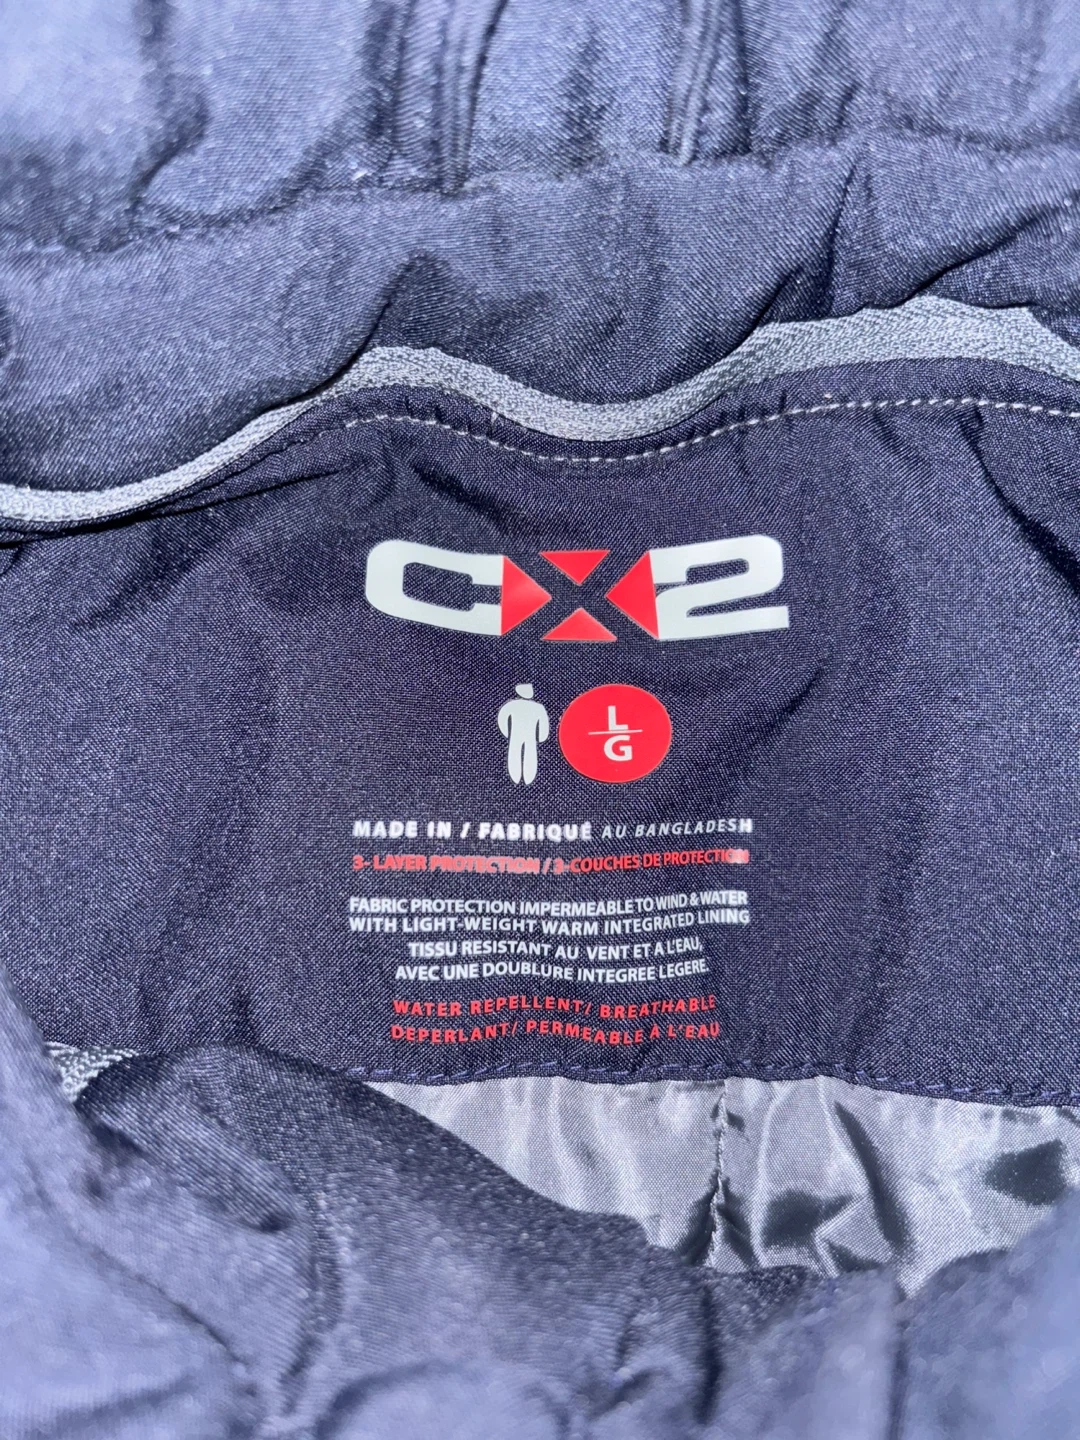 CX2
L
G
MADE IN / FABRIQUÉ AU BANGLADESH
3- LAYER PROTECTION / 3-COUCHES DE PROTECTION
FABRIC PROTECTION IMPERMEABLE TO WIND & WATER
WITH LIGHT-WEIGHT WARM INTEGRATED LINING
TISSU RESISTANT AU VENT ET A L'EAU,
AVEC UNE DOUBLURE INTEGREE LEGERE.
WATER REPELLENT/ BREATHABLE
DEPERLANT/ PERMEABLE À L'EAU